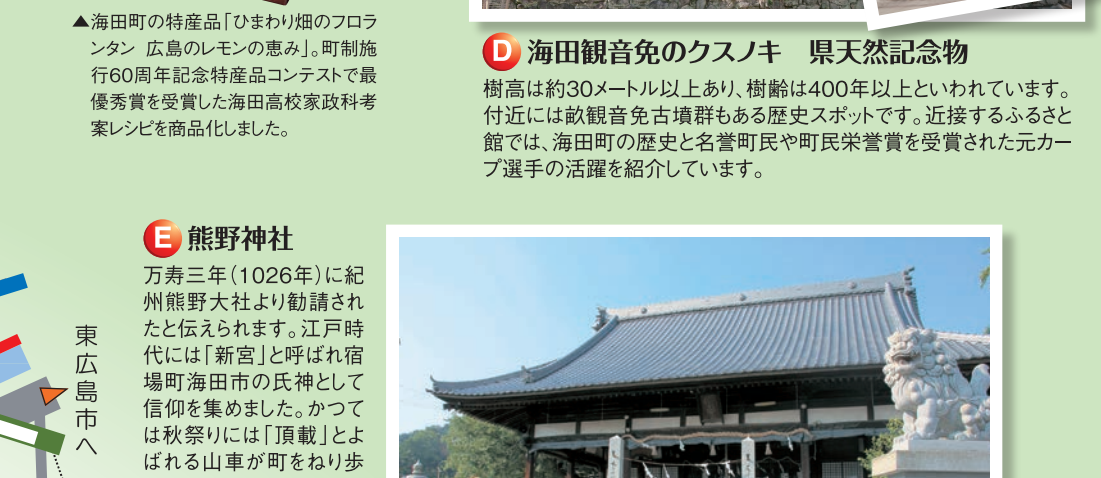 ▲海田町の特産品「ひまわり畑のフロラ
ンタン 広島のレモンの恵み」。町制施
行60周年記念特産品コンテストで最
優秀賞を受賞した海田高校家政科考
案レシピを商品化しました。
D 海田観音免のクスノキ 県天然記念物
樹高は約30メートル以上あり、樹齢は400年以上といわれています。
付近には畝観音免古墳群もある歴史スポットです。近接するふるさと
館では、海田町の歴史と名誉町民や町民栄誉賞を受賞された元カー
プ選手の活躍を紹介しています。
E 熊野神社
万寿三年(1026年)に紀
州熊野大社より勧請され
たと伝えられます。江戸時
代には「新宮」と呼ばれ宿
場町海田市の氏神として
信仰を集めました。かつて
は秋祭りには「頂載」とよ
ばれる山車が町をねり歩
東広島市へ